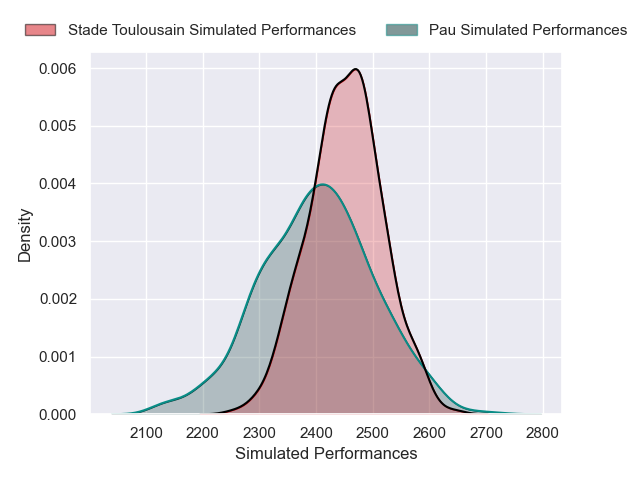 Stade Toulousain Simulated Performances
Pau Simulated Performances
0.006
0.005
0.004
0.003
0.002
0.001
0.000
Density
2100 2200 2300 2400 2500 2600 2700 2800
Simulated Performances